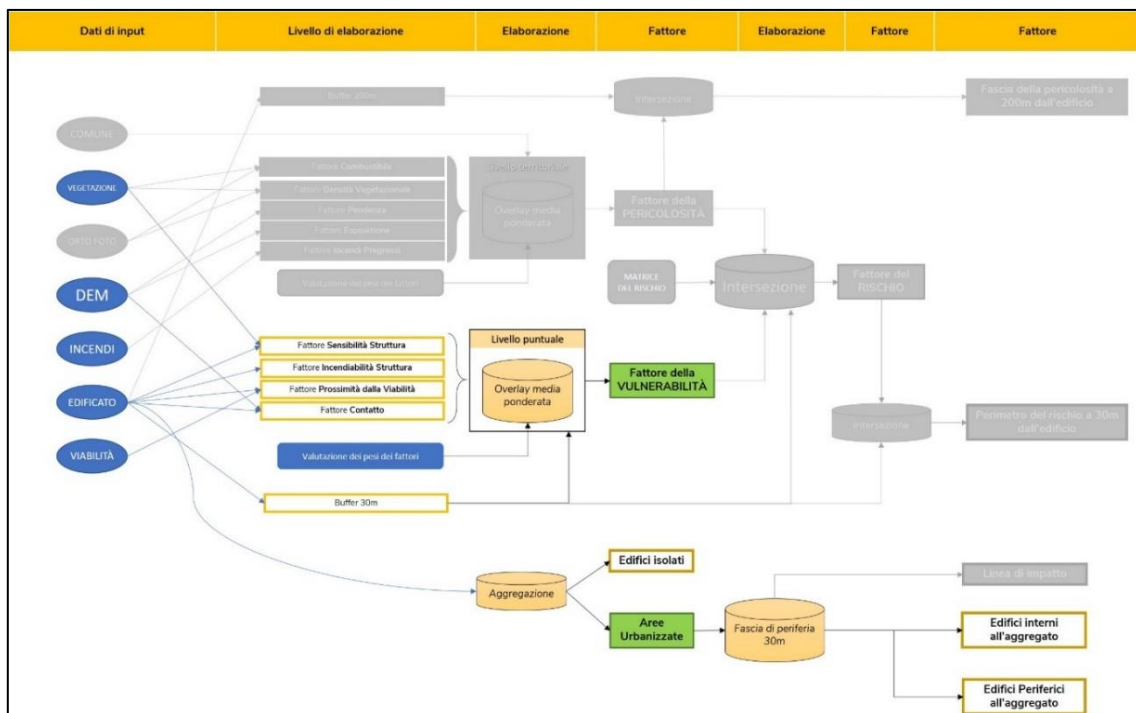 Dati di input
Livello di elaborazione
Elaborazione
Fattore
Elaborazione
Fattore
Fattore
Buffer 200m
Intersezione
Fascia della pericolosità a
200m dall'edificio
COMUNE
VEGETAZIONE
ORTO FOTO
DEM
INCENDI
EDIFICATO
VIABILITÀ
Fattore Combustibile
Fattore Densità Vegetazionale
Fattore Pendenza
Fattore Esposizione
Fattore Incendi Pregressi
Valutazione dei pesi dei fattori
Livello territoriale
Overlay media
ponderata
Fattore della
PERICOLOSITÀ
MATRICE
DEL RISCHIO
Intersezione
Fattore del
RISCHIO
Fattore Sensibilità Struttura
Fattore Incendiabilità Struttura
Fattore Prossimità dalla Viabilità
Fattore Contatto
Livello puntuale
Overlay media
ponderata
Fattore della
VULNERABILITÀ
Valutazione dei pesi dei fattori
Buffer 30m
Intersezione
Perimetro del rischio a 30m
dall'edificio
Aggregazione
Edifici isolati
Aree
Urbanizzate
Fascia di periferia
30m
Linea di impatto
Edifici interni
all'aggregato
Edifici Periferici
all'aggregato